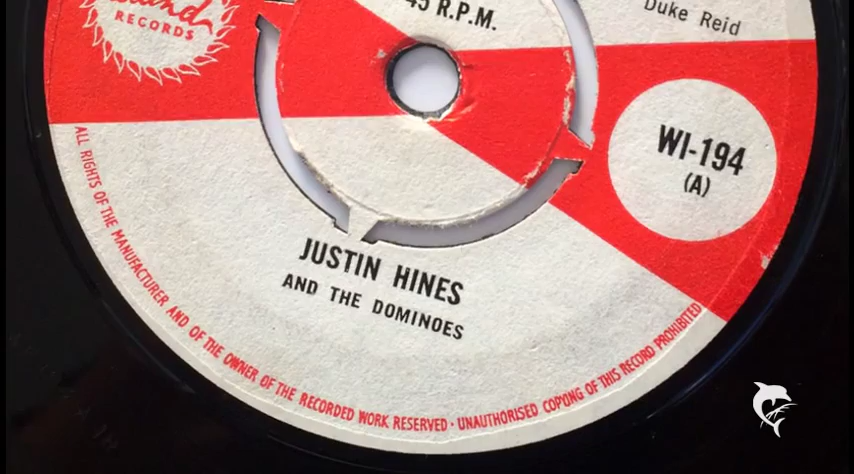 Island
RECORDS
45 R.P.M.
Duke Reid
WI-194
(A)
JUSTIN HINES
AND THE DOMINOES
ALL RIGHTS OF THE MANUFACTURER AND OF THE OWNER OF THE RECORDED WORK RESERVED · UNAUTHORISED COPYING OF THIS RECORD PROHIBITED